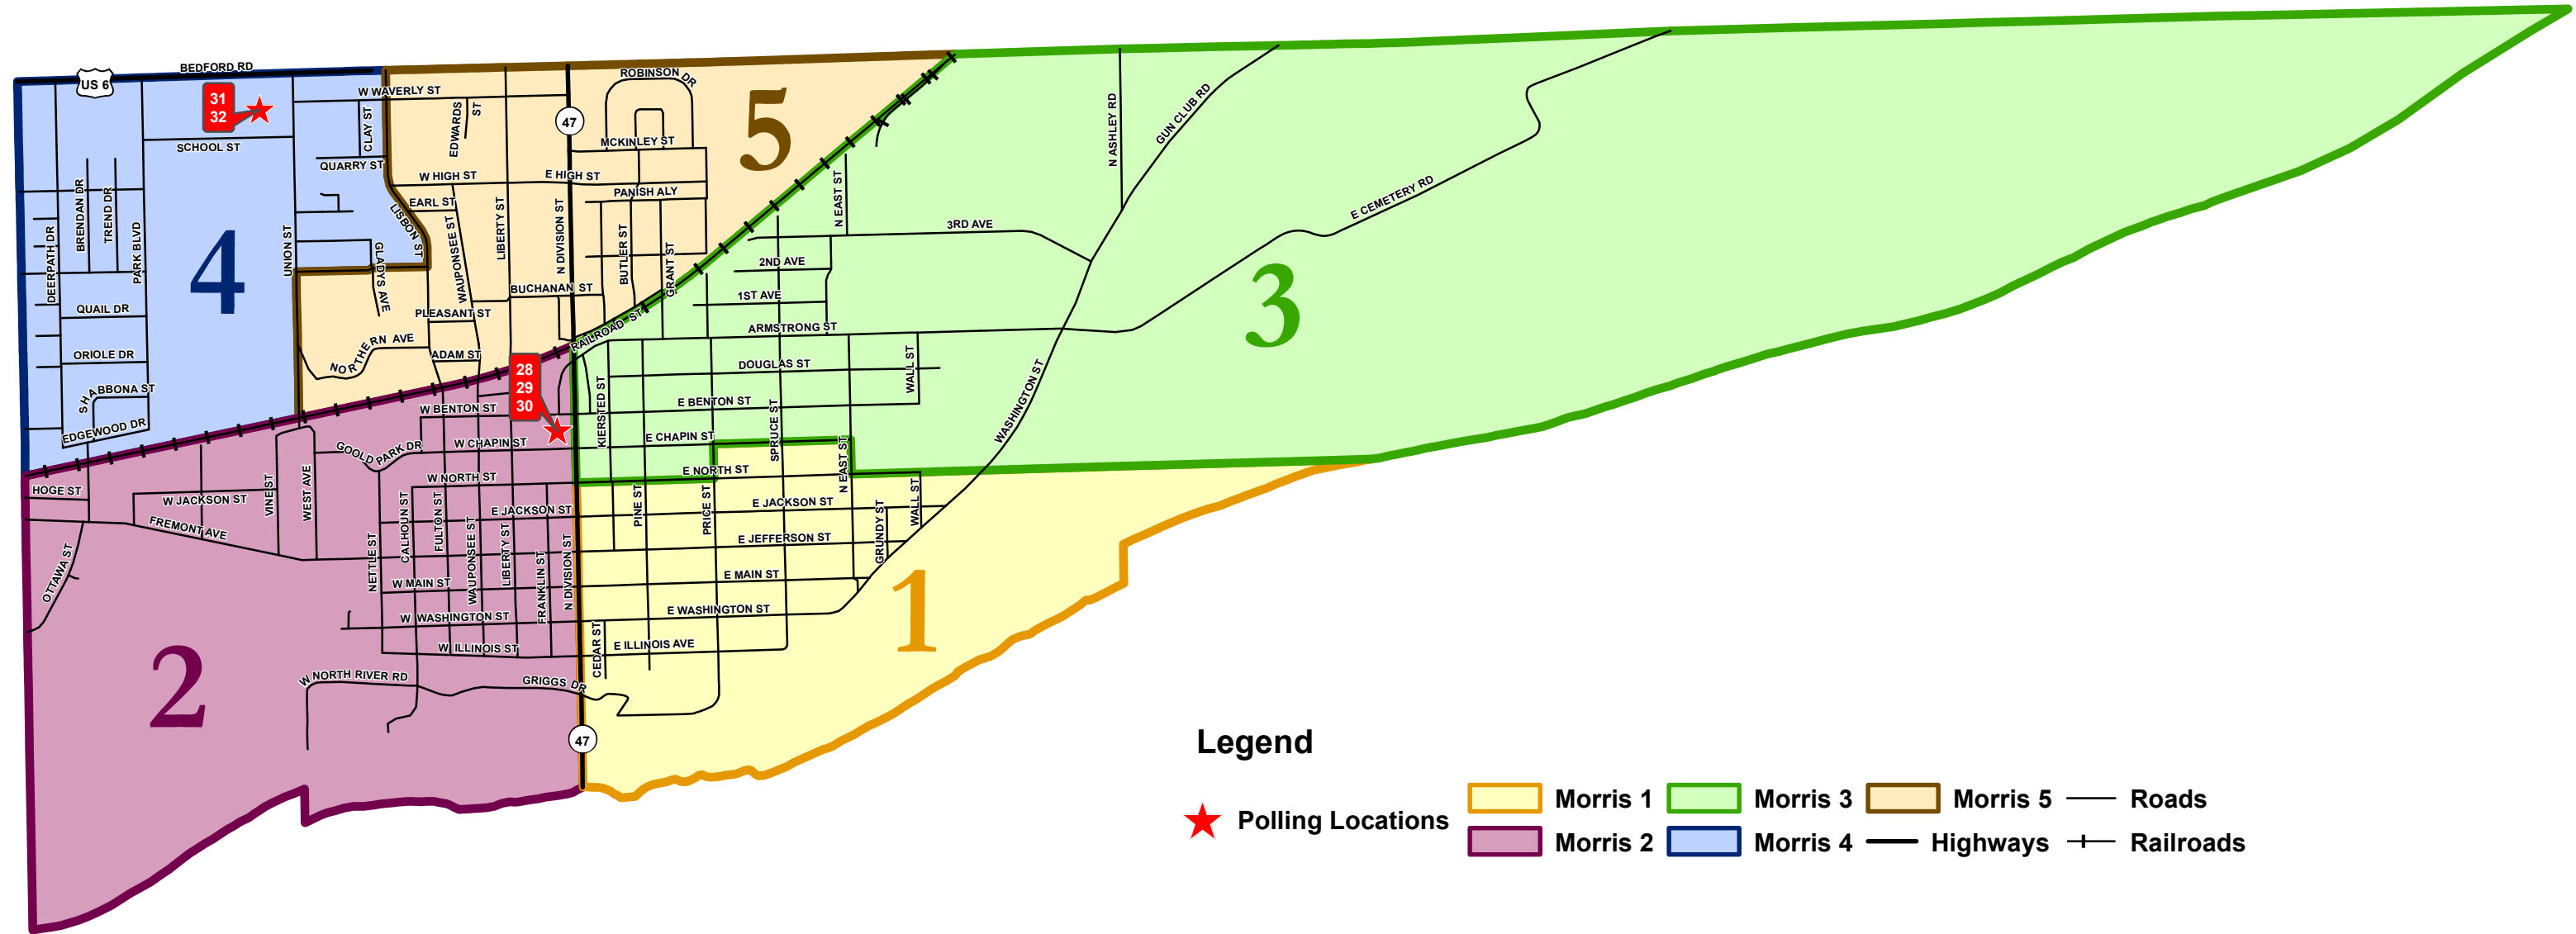 BEDFORD RD
US 6
31
32
W WAVERLY ST
CLAY ST
EDWARDS ST
47
ROBINSON DR
5
MCKINLEY ST
SCHOOL ST
QUARRY ST
W HIGH ST
E HIGH ST
PANISH ALY
EARL ST
LISBON ST
BRENDAN DR
TREND DR
PARK BLVD
DEERPATH DR
4
UNION ST
GLADYS AVE
WAUPONSEE ST
LIBERTY ST
N DIVISION ST
BUTLER ST
GRANT ST
BUCHANAN ST
PLEASANT ST
QUAIL DR
ORIOLE DR
SHABBONA ST
EDGEWOOD DR
NORTHERN AVE
ADAM ST
RAILROAD ST
N EAST ST
N ASHLEY RD
GUN CLUB RD
E CEMETERY RD
3RD AVE
2ND AVE
1ST AVE
ARMSTRONG ST
3
DOUGLAS ST
WALL ST
WASHINGTON ST
KIERSTED ST
E BENTON ST
SPRUCE ST
E CHAPIN ST
E NORTH ST
N EAST ST
28
29
30
W BENTON ST
W CHAPIN ST
GOOLD PARK DR
W NORTH ST
HOGE ST
W JACKSON ST
FREMONT AVE
VINE ST
WEST AVE
OTTAWA ST
NETTLE ST
CALHOUN ST
FULTON ST
WAUPONSEE ST
LIBERTY ST
FRANKLIN ST
N DIVISION ST
E JACKSON ST
PINE ST
PRICE ST
E JACKSON ST
GRUNDY ST
WALL ST
E JEFFERSON ST
W MAIN ST
E MAIN ST
1
W WASHINGTON ST
E WASHINGTON ST
W ILLINOIS ST
CEDAR ST
E ILLINOIS AVE
2
W NORTH RIVER RD
GRIGGS DR
47
Legend
Polling Locations
Morris 1
Morris 3
Morris 5
Roads
Morris 2
Morris 4
Highways
Railroads